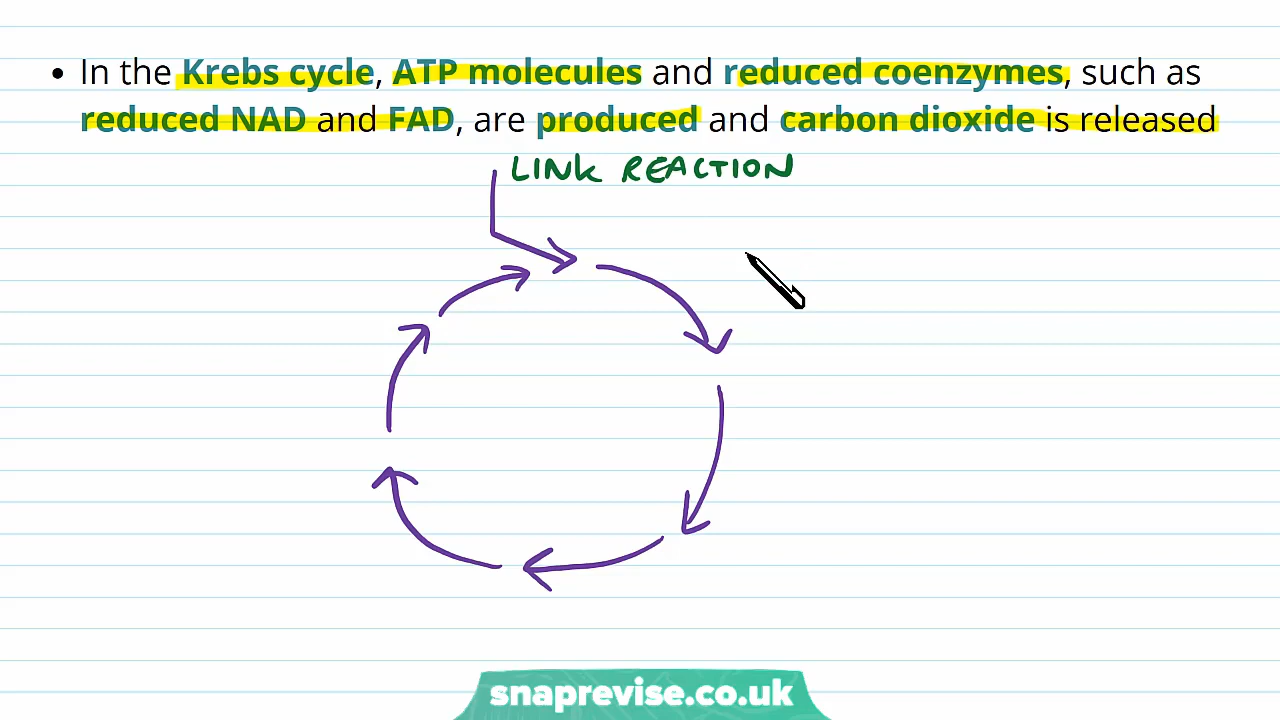 • In the Krebs cycle, ATP molecules and reduced coenzymes, such as
reduced NAD and FAD, are produced and carbon dioxide is released
LINK REACTION
snaprevise.co.uk